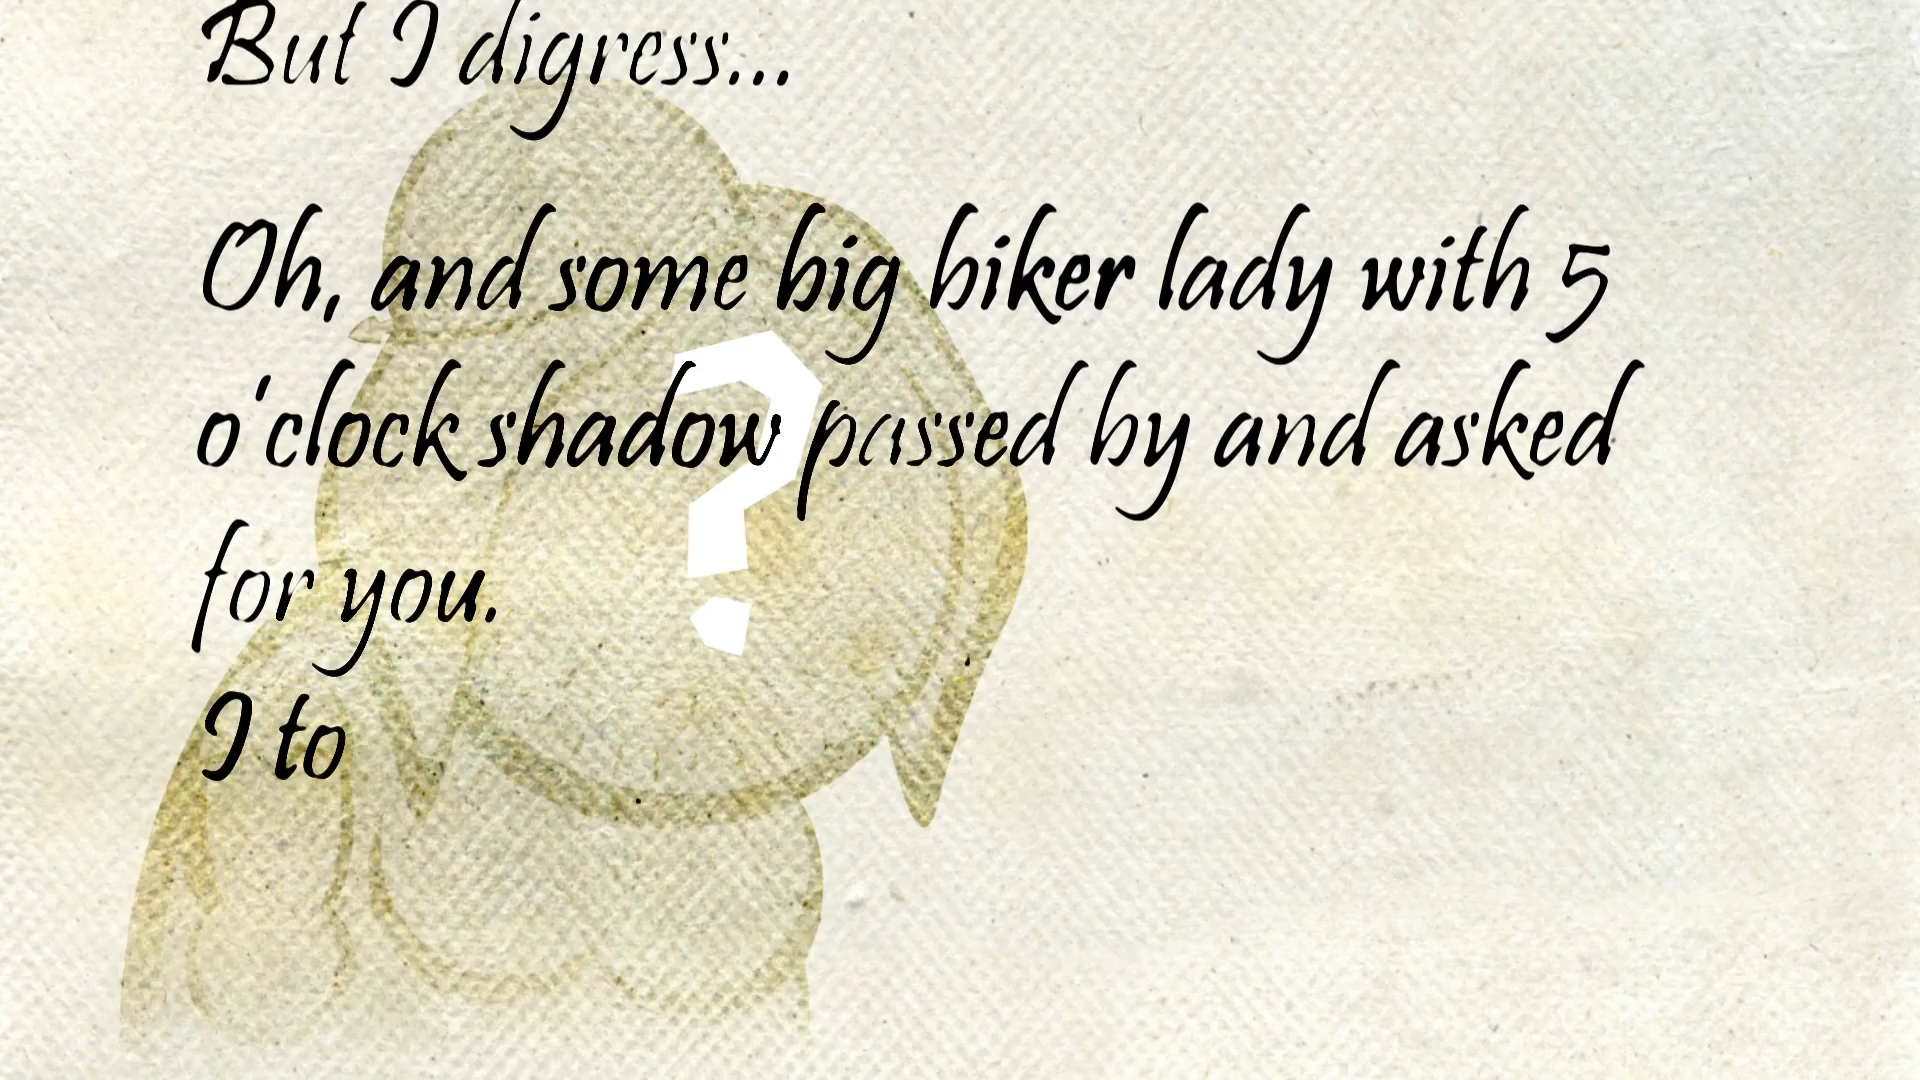 But I digress...
Oh, and some big biker lady with 5
o'clock shadow passed by and asked
for you.
I to
?